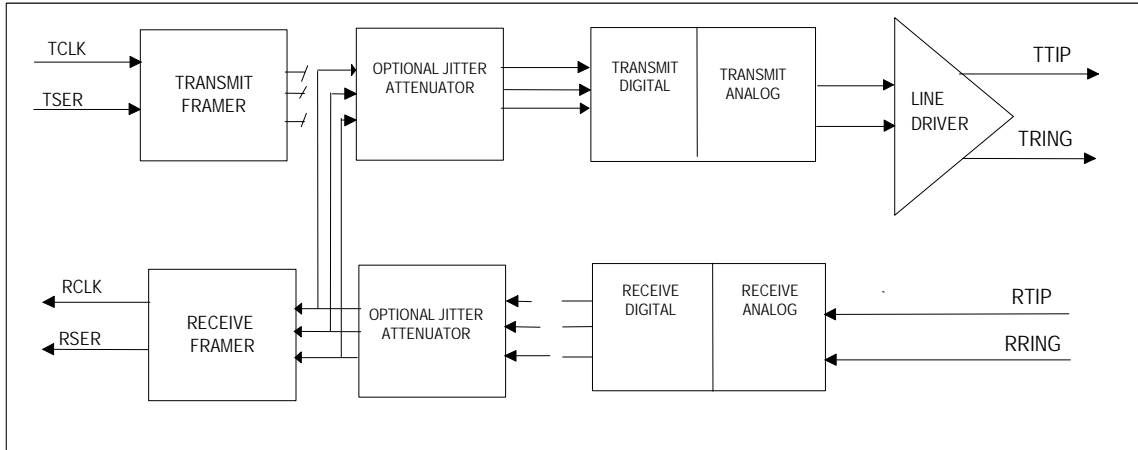 TCLK
TSER
TRANSMIT
FRAMER
OPTIONAL JITTER
ATTENUATOR
TRANSMIT
DIGITAL
TRANSMIT
ANALOG
LINE
DRIVER
TTIP
TRING
RCLK
RSER
RECEIVE
FRAMER
OPTIONAL JITTER
ATTENUATOR
RECEIVE
DIGITAL
RECEIVE
ANALOG
RTIP
RRING